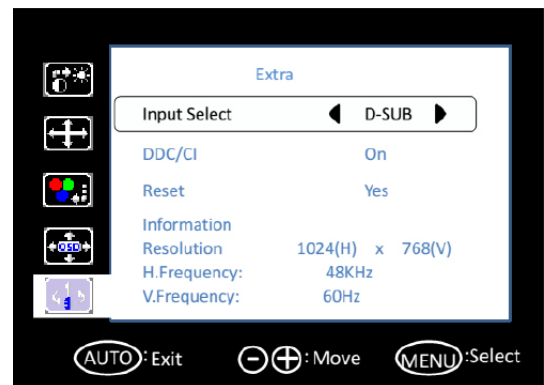 Extra
Input Select D-SUB
DDC/CI On
Reset Yes
Information
Resolution 1024(H) x 768(V)
H.Frequency: 48KHz
V.Frequency: 60Hz
OSD
AUTO: Exit - + : Move MENU :Select